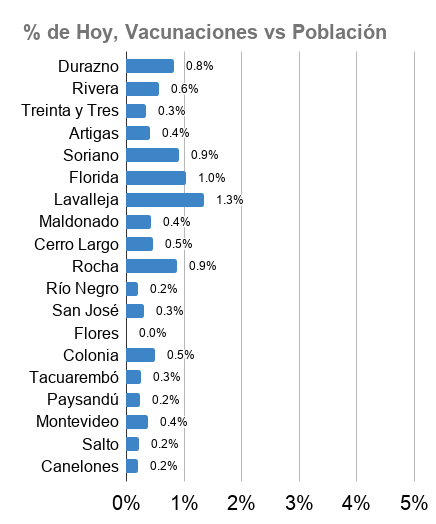 % de Hoy, Vacunaciones vs Población
Durazno 0.8%
Rivera 0.6%
Treinta y Tres 0.3%
Artigas 0.4%
Soriano 0.9%
Florida 1.0%
Lavalleja 1.3%
Maldonado 0.4%
Cerro Largo 0.5%
Rocha 0.9%
Río Negro 0.2%
San José 0.3%
Flores 0.0%
Colonia 0.5%
Tacuarembó 0.3%
Paysandú 0.2%
Montevideo 0.4%
Salto 0.2%
Canelones 0.2%
0% 1% 2% 3% 4% 5%